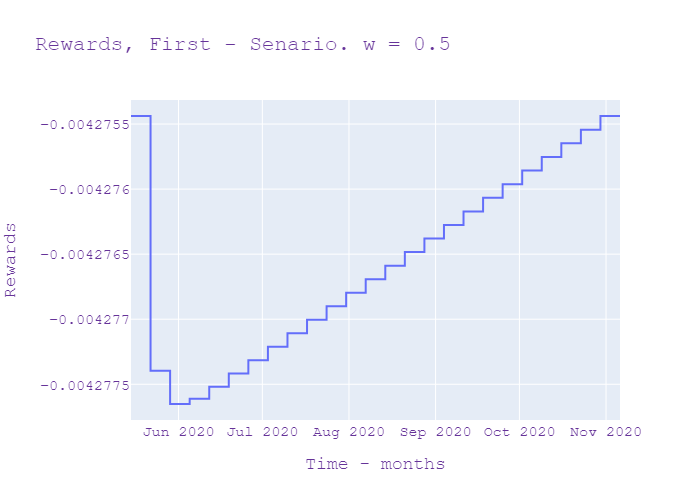 Rewards, First - Senario. w = 0.5
−0.0042755
−0.004276
−0.0042765
−0.004277
−0.0042775
Rewards
Jun 2020 Jul 2020 Aug 2020 Sep 2020 Oct 2020 Nov 2020
Time - months